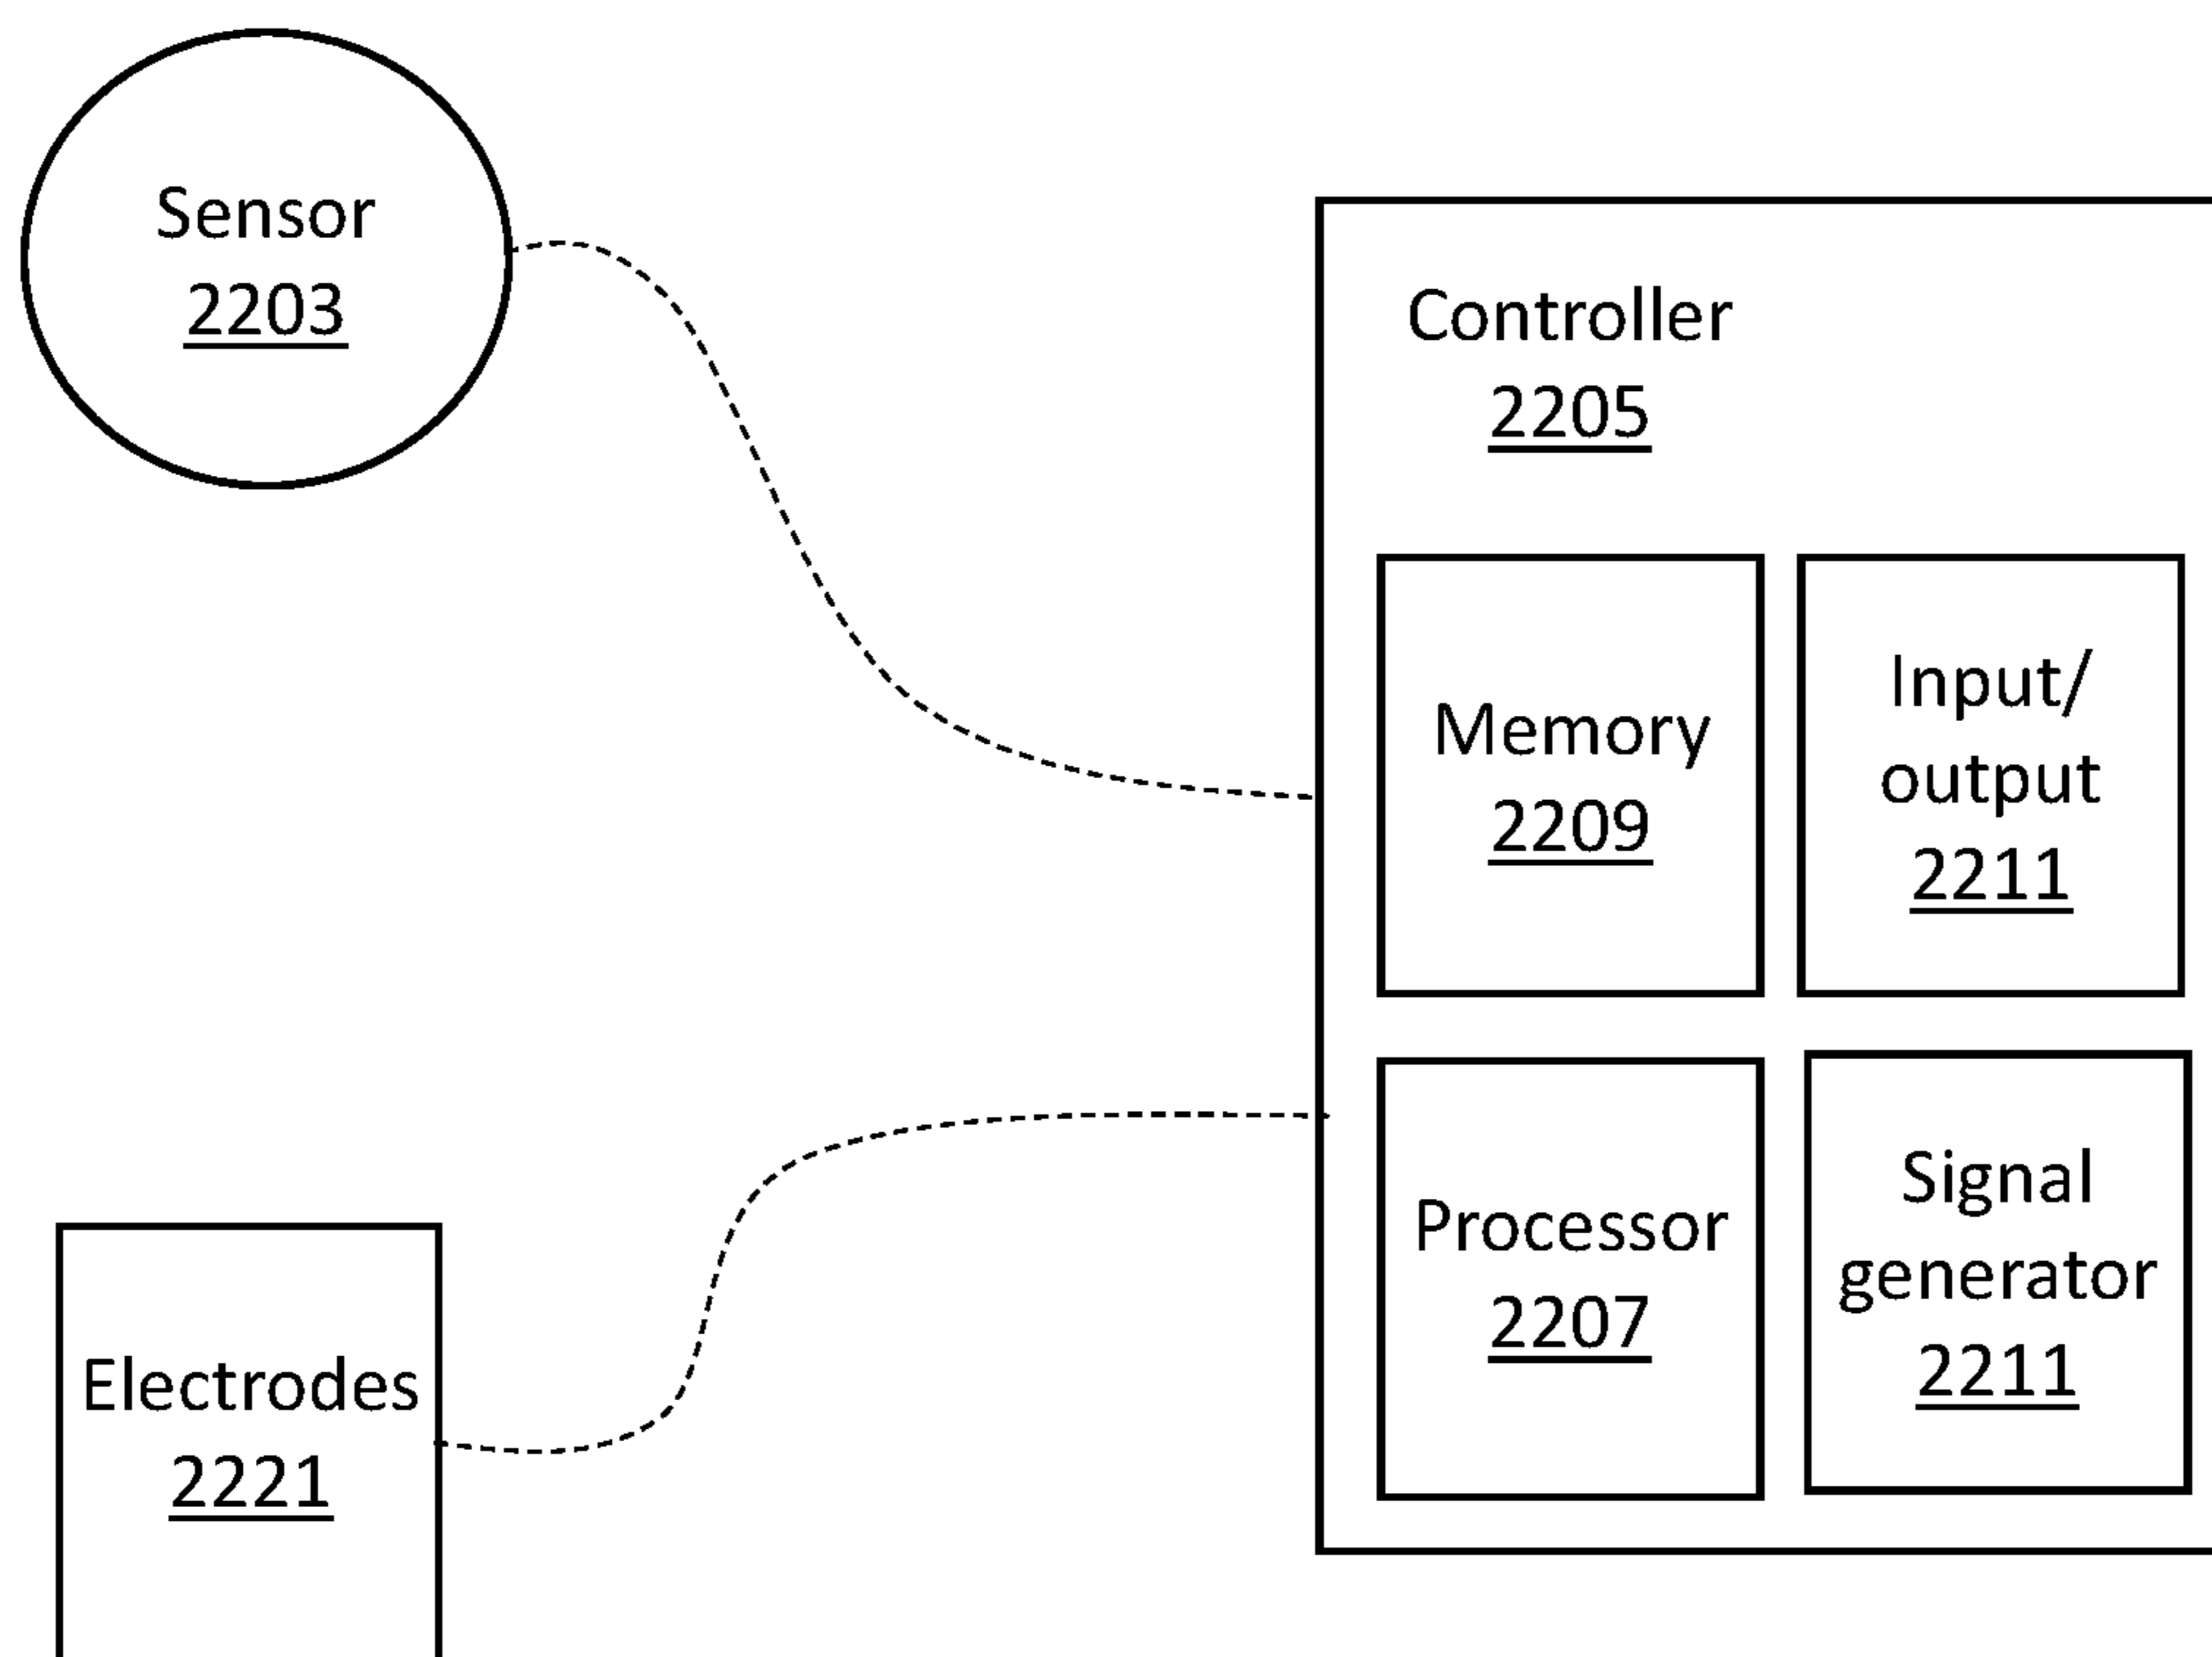 Sensor
2203
Controller
2205
Memory
2209
Input/
output
2211
Processor
2207
Signal
generator
2211
Electrodes
2221